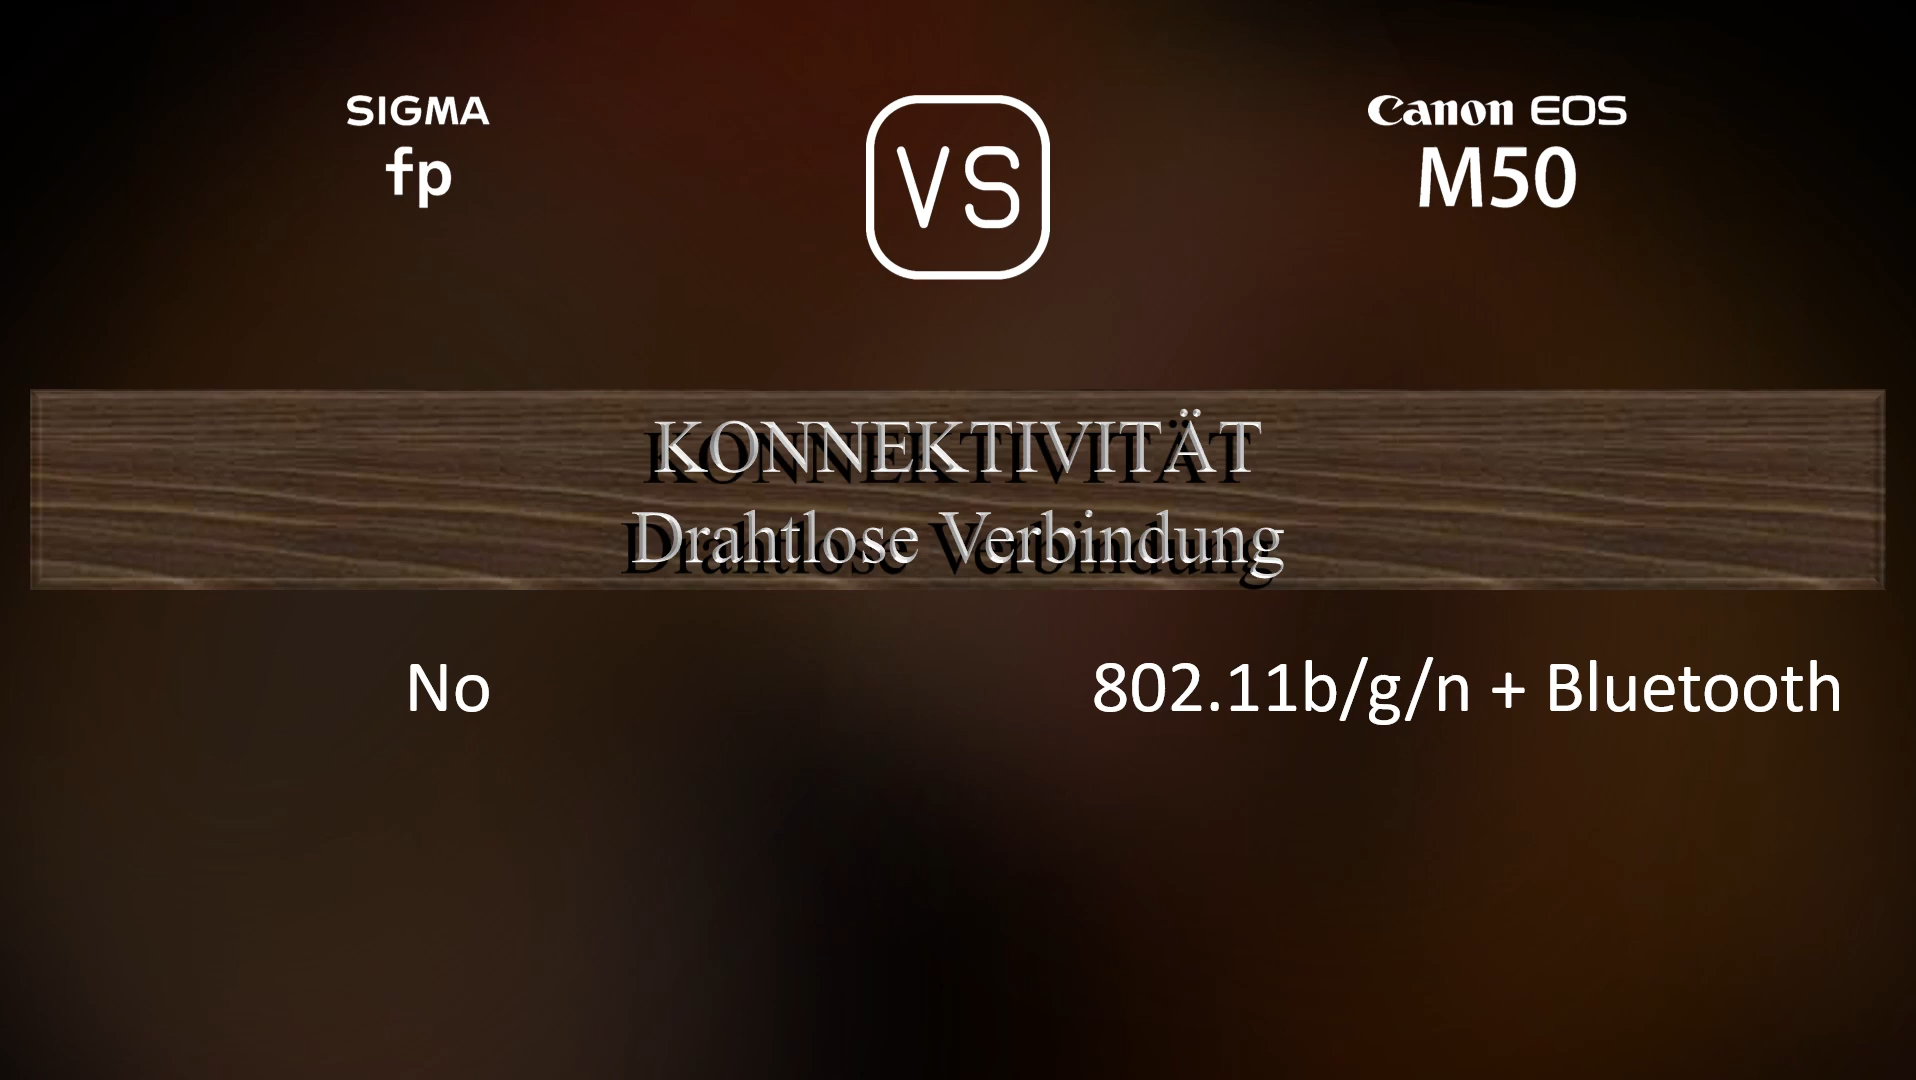 SIGMA
fp
VS
Canon EOS
M50
KONNEKTIVITÄT
Drahtlose Verbindung
No
802.11b/g/n + Bluetooth